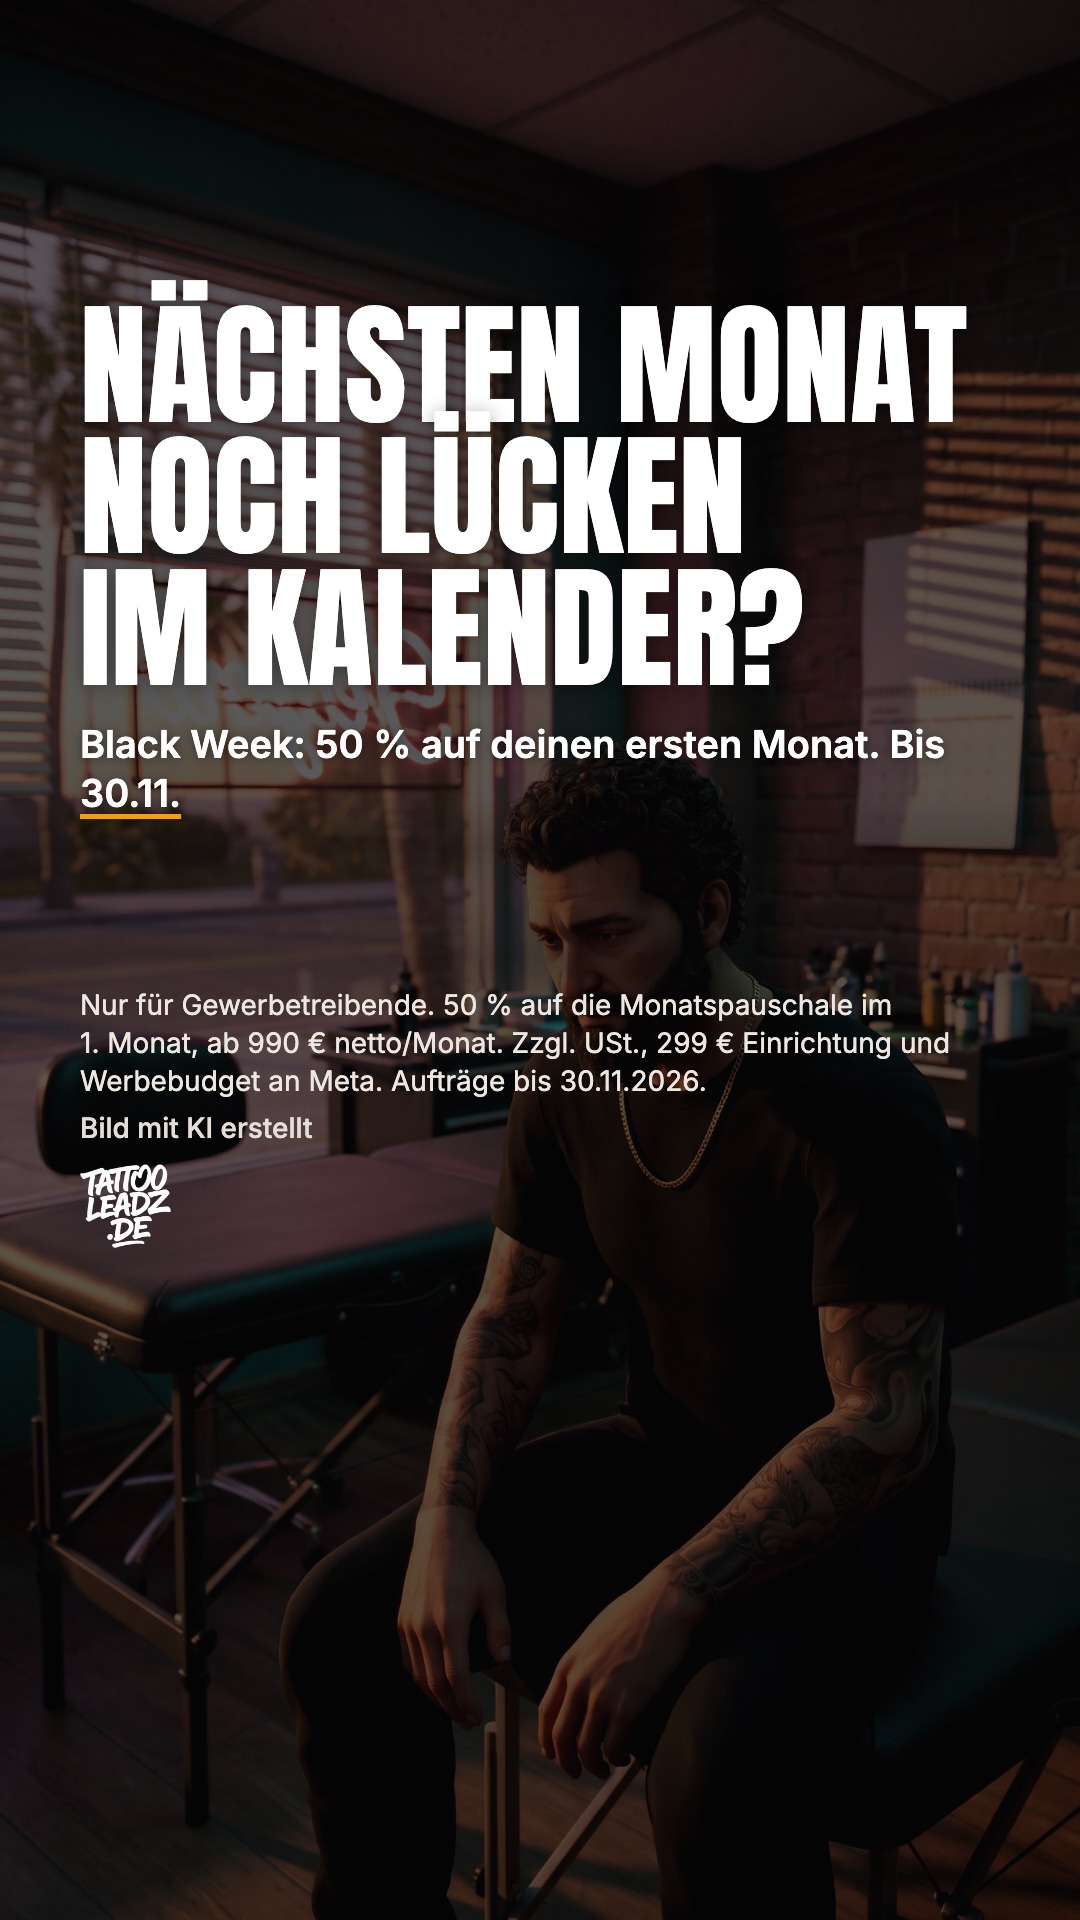 NÄCHSTEN MONAT
NOCH LÜCKEN
IM KALENDER?
Black Week: 50 % auf deinen ersten Monat. Bis
30.11.
Nur für Gewerbetreibende. 50 % auf die Monatspauschale im
1. Monat, ab 990 € netto/Monat. Zzgl. USt., 299 € Einrichtung und
Werbebudget an Meta. Aufträge bis 30.11.2026.
Bild mit KI erstellt
TATTOO
LEADZ
.DE